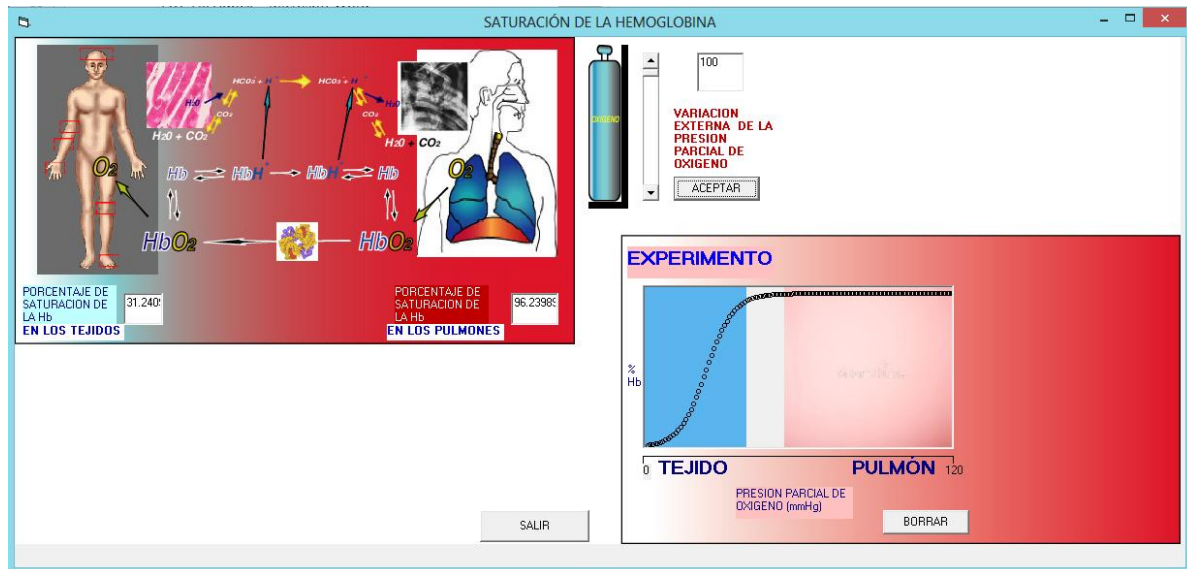 SATURACIÓN DE LA HEMOGLOBINA
HCO3⁻ + H⁺
HCO3⁻ + H⁺
H2O
CO2
H2O + CO2
H2O
CO2
H2O + CO2
O2
Hb
HbH⁺
HbH⁺
Hb
O2
HbO2
HbO2
PORCENTAJE DE
SATURACION DE
LA Hb
31.240
EN LOS TEJIDOS
PORCENTAJE DE
SATURACION DE
LA Hb
96.2398
EN LOS PULMONES
OXIGENO
100
VARIACION
EXTERNA DE LA
PRESION
PARCIAL DE
OXIGENO
ACEPTAR
EXPERIMENTO
%
Hb
0 TEJIDO PULMÓN 120
PRESION PARCIAL DE
OXIGENO (mmHg)
BORRAR
SALIR